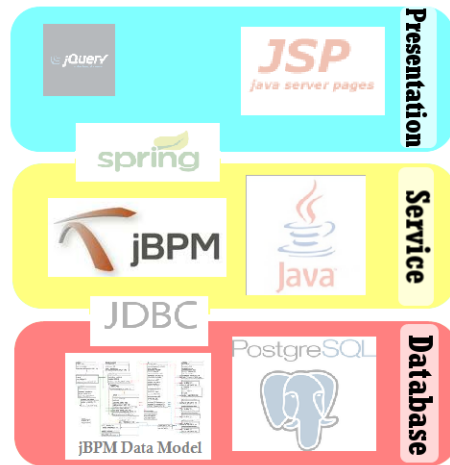 jQuery
JSP
java server pages
Presentation
spring
jBPM
Java
Service
JDBC
PostgreSQL
jBPM Data Model
Database